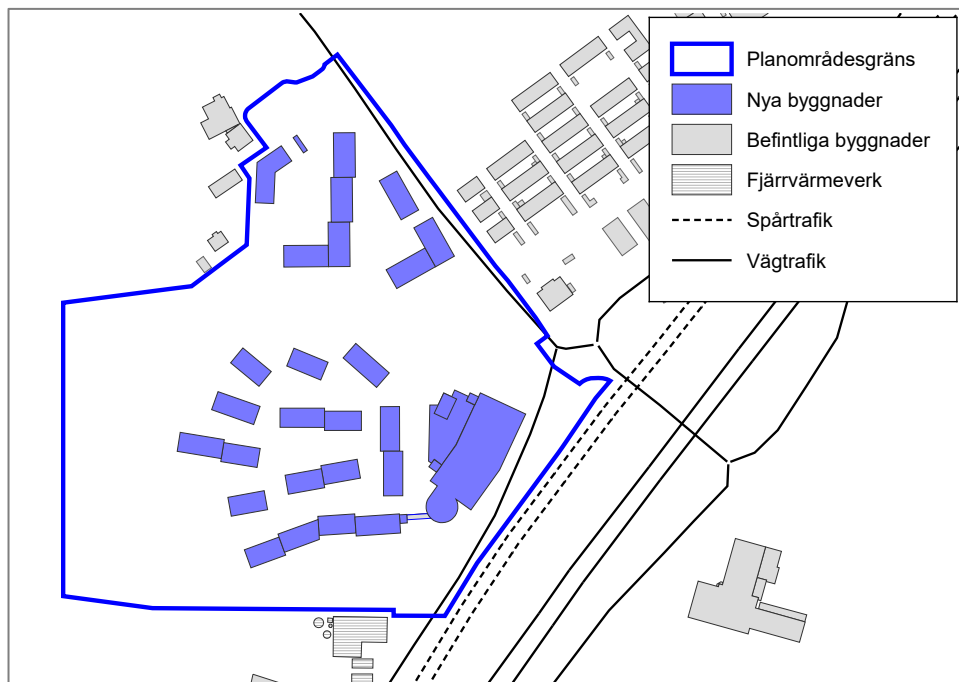 Planområdesgräns
Nya byggnader
Befintliga byggnader
Fjärrvärmeverk
Spårtrafik
Vägtrafik